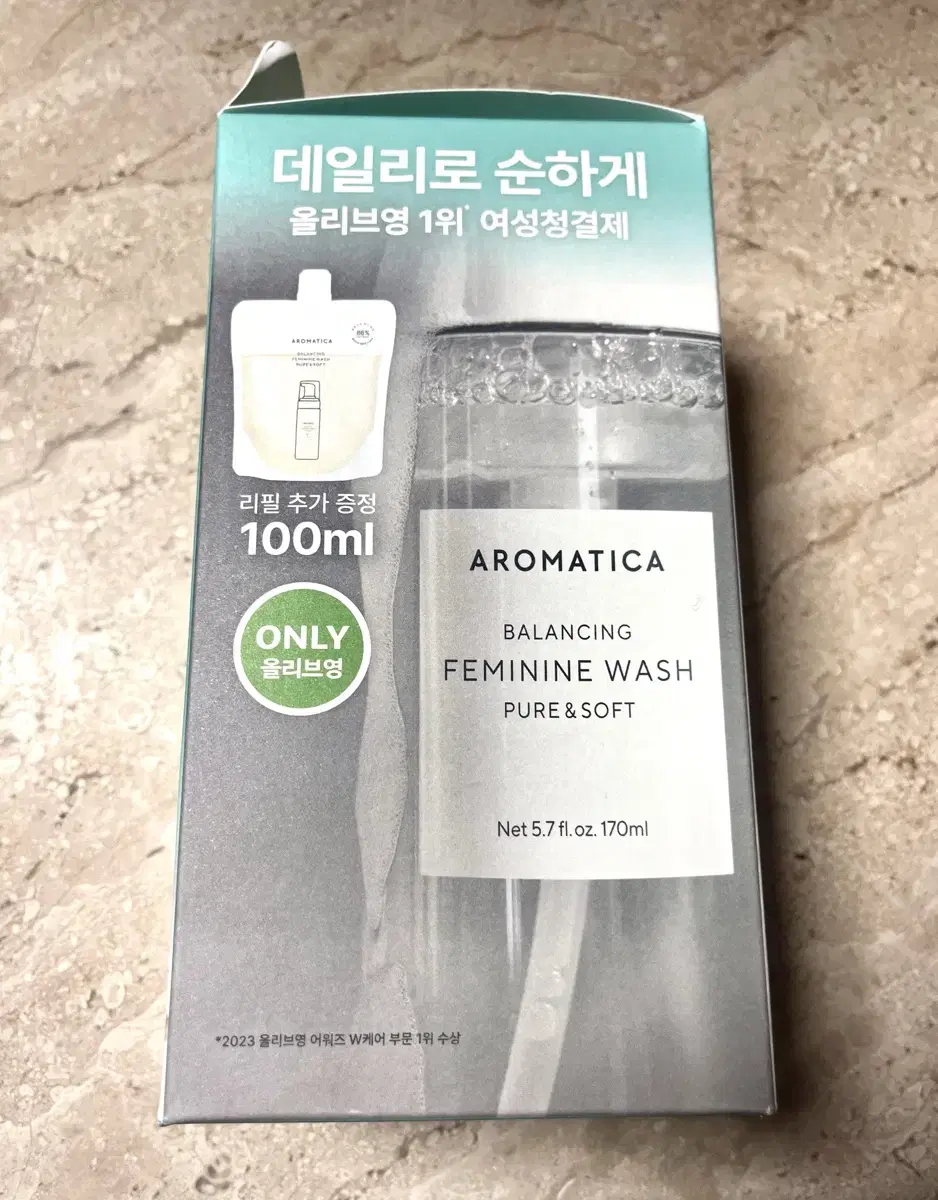 데일리로 순하게
올리브영 1위* 여성청결제
86%
AROMATICA
BALANCING
FEMININE WASH
PURE & SOFT
리필 추가 증정
100ml
ONLY
올리브영
AROMATICA
BALANCING
FEMININE WASH
PURE & SOFT
Net 5.7 fl. oz. 170ml
*2023 올리브영 어워즈 W케어 부문 1위 수상